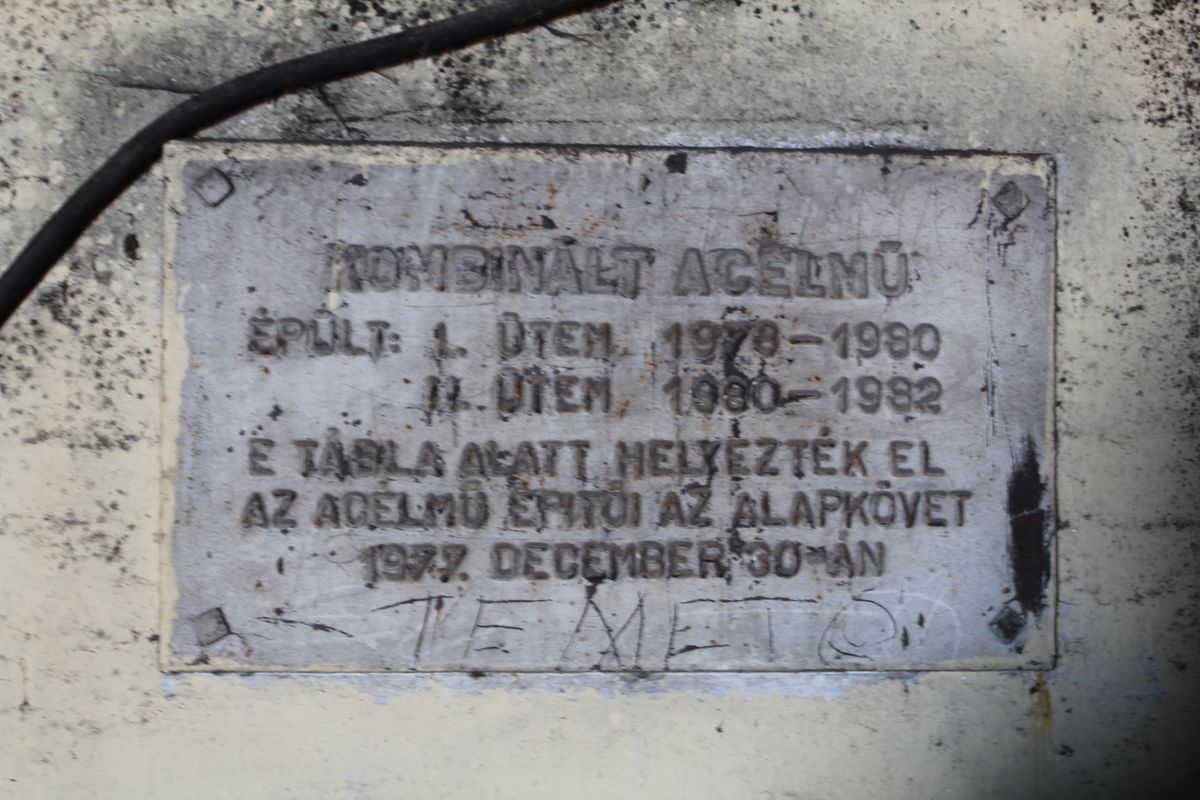 KOMBINÁLT ACÉLMŰ
ÉPÜLT: I. ÜTEM 1978-1980
II. ÜTEM 1980-1982
E TÁBLA ALATT HELYEZTÉK EL
AZ ACÉLMŰ ÉPITŐI AZ ALAPKÖVET
1977. DECEMBER 30-ÁN
TEMETŐ